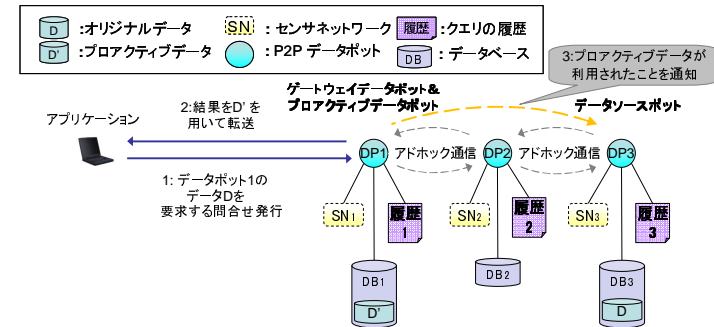 D :オリジナルデータ
SN :センサネットワーク
履歴 :クエリの履歴
D' :プロアクティブデータ
:P2P データポット
DB :データベース
3:プロアクティブデータが
利用されたことを通知
ゲートウェイデータポット&
プロアクティブデータポット
データソースポット
アプリケーション
2:結果をD'を
用いて転送
DP1
アドホック通信
DP2
アドホック通信
DP3
1: データポット1の
データDを
要求する問合せ発行
SN1
履歴
1
SN2
履歴
2
SN3
履歴
3
DB1
D'
DB2
DB3
D